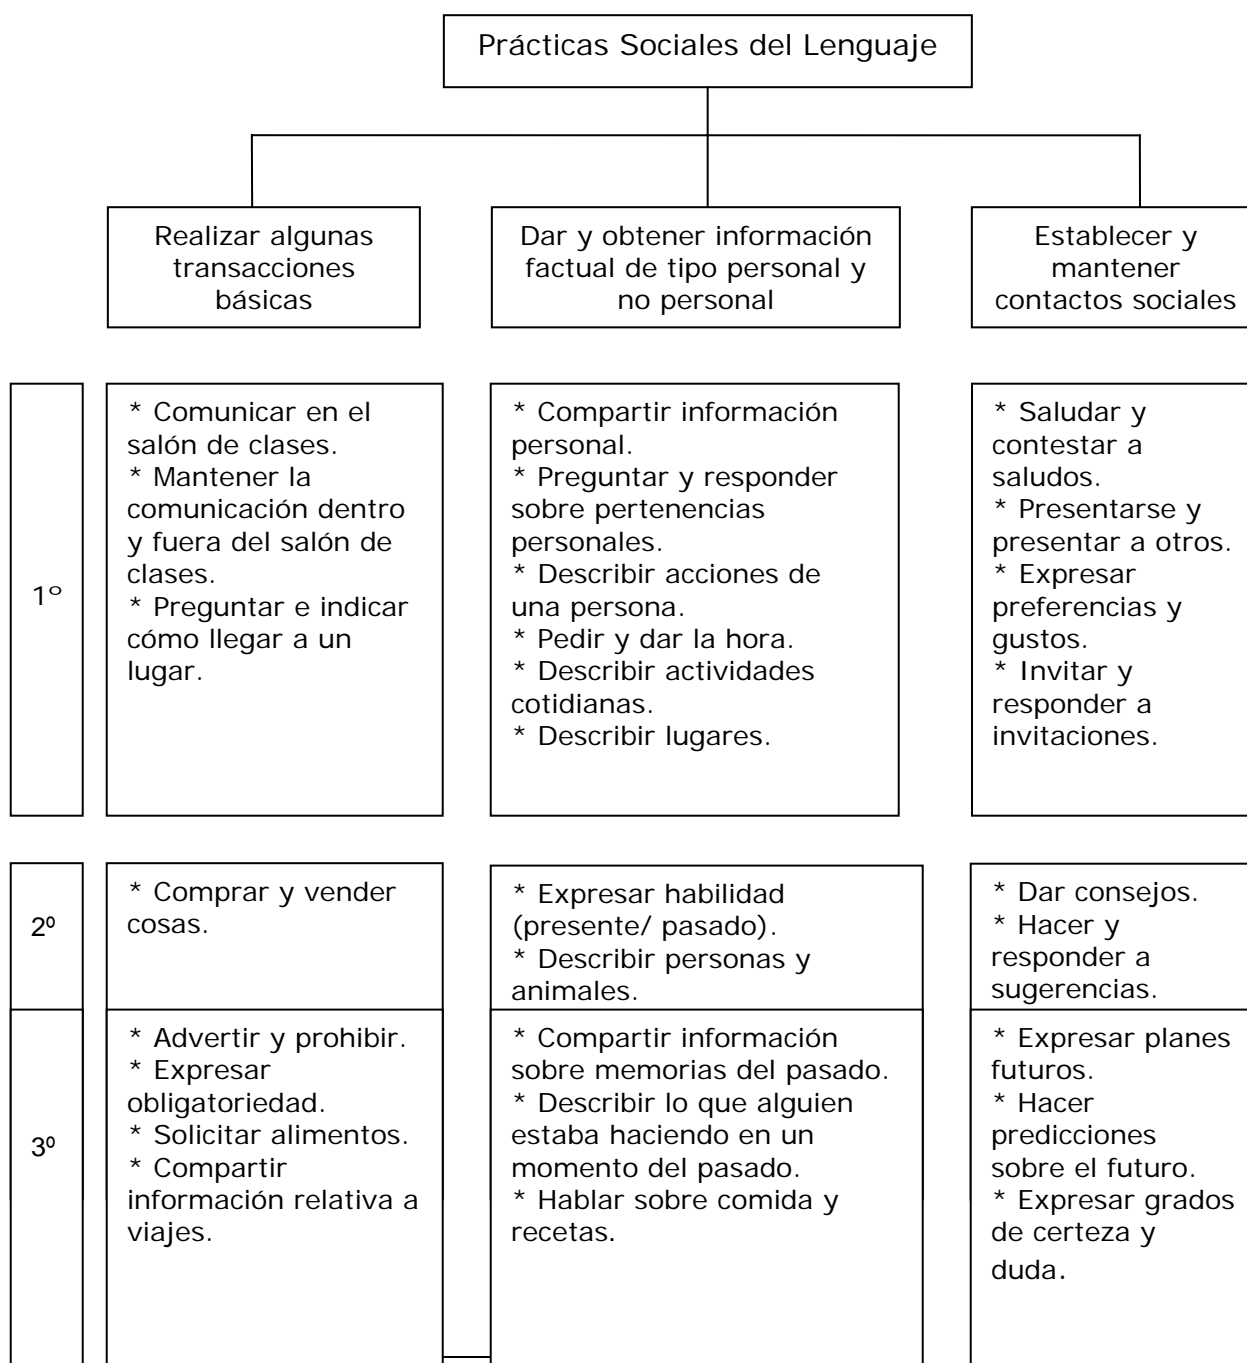 Prácticas Sociales del Lenguaje
Realizar algunas
transacciones
básicas
Dar y obtener información
factual de tipo personal y
no personal
Establecer y
mantener
contactos sociales
1º
* Comunicar en el
salón de clases.
* Mantener la
comunicación dentro
y fuera del salón de
clases.
* Preguntar e indicar
cómo llegar a un
lugar.
* Compartir información
personal.
* Preguntar y responder
sobre pertenencias
personales.
* Describir acciones de
una persona.
* Pedir y dar la hora.
* Describir actividades
cotidianas.
* Describir lugares.
* Saludar y
contestar a
saludos.
* Presentarse y
presentar a otros.
* Expresar
preferencias y
gustos.
* Invitar y
responder a
invitaciones.
2º
* Comprar y vender
cosas.
* Expresar habilidad
(presente/ pasado).
* Describir personas y
animales.
* Dar consejos.
* Hacer y
responder a
sugerencias.
3º
* Advertir y prohibir.
* Expresar
obligatoriedad.
* Solicitar alimentos.
* Compartir
información relativa a
viajes.
* Compartir información
sobre memorias del pasado.
* Describir lo que alguien
estaba haciendo en un
momento del pasado.
* Hablar sobre comida y
recetas.
* Expresar planes
futuros.
* Hacer
predicciones
sobre el futuro.
* Expresar grados
de certeza y
duda.